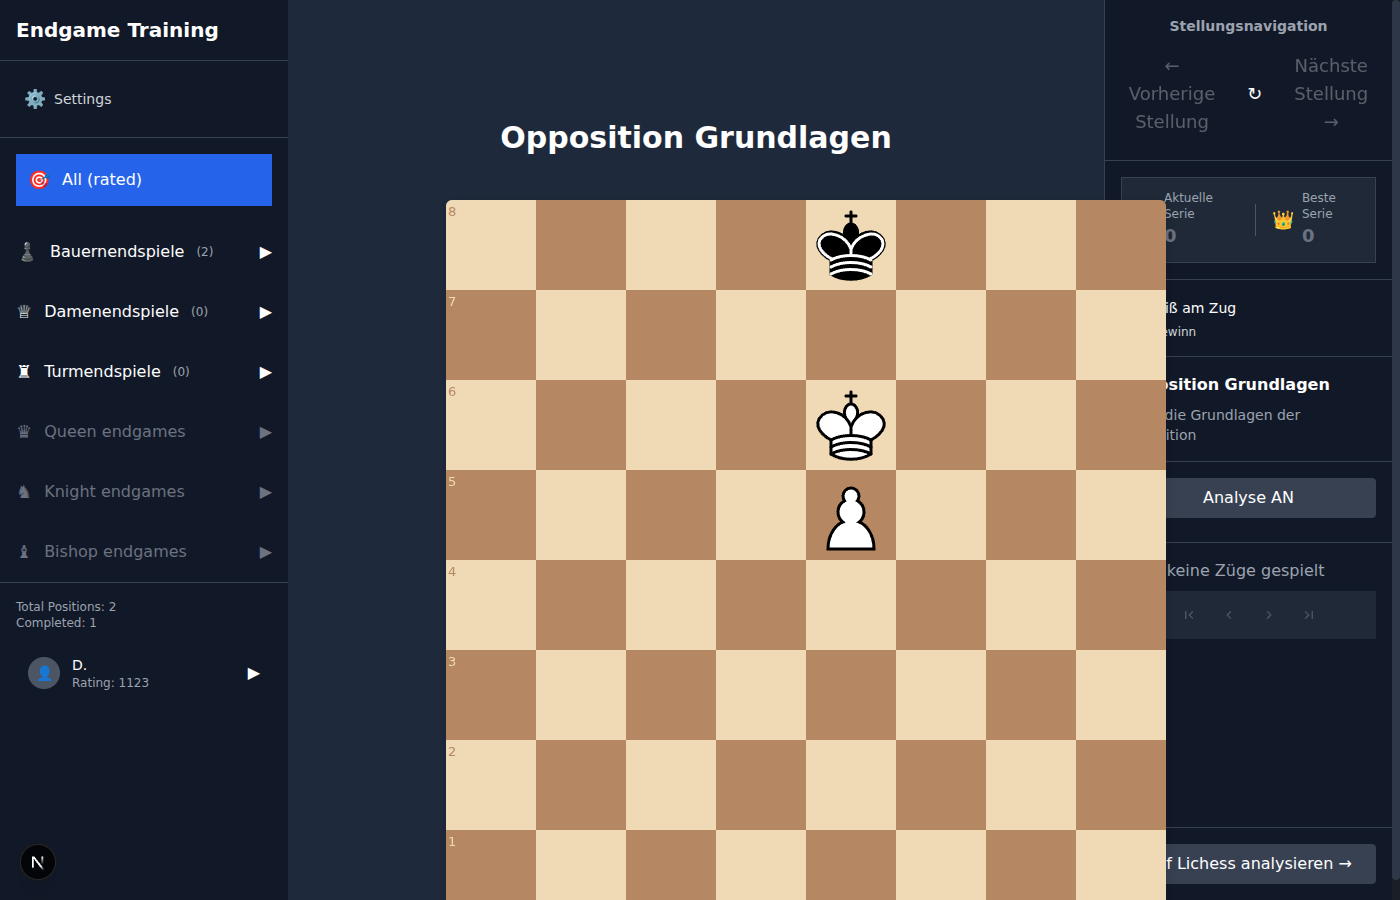 Endgame Training
Settings
All (rated)
Bauernendspiele (2)
Damenendspiele (0)
Turmendspiele (0)
Queen endgames
Knight endgames
Bishop endgames
Total Positions: 2
Completed: 1
D.
Rating: 1123
N
Opposition Grundlagen
8
7
6
5
4
3
2
1
Stellungsnavigation
← Vorherige Stellung
↻
Nächste Stellung →
Aktuelle Serie
0
Beste Serie
0
iß am Zug
ewinn
osition Grundlagen
die Grundlagen der
ition
Analyse AN
keine Züge gespielt
f Lichess analysieren →